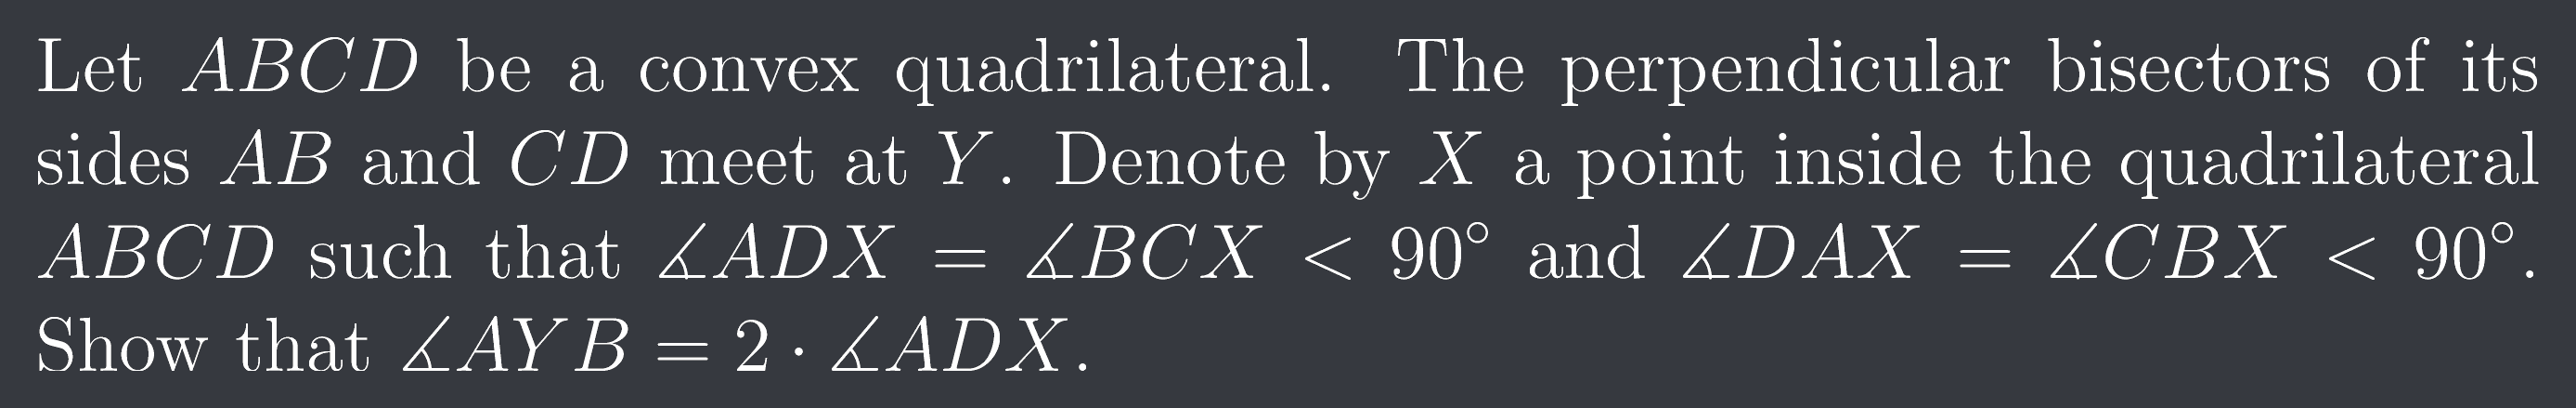 Let ABCD be a convex quadrilateral. The perpendicular bisectors of its
sides AB and CD meet at Y. Denote by X a point inside the quadrilateral
ABCD such that ∡ADX = ∡BCX < 90° and ∡DAX = ∡CBX < 90°.
Show that ∡AYB = 2 · ∡ADX.